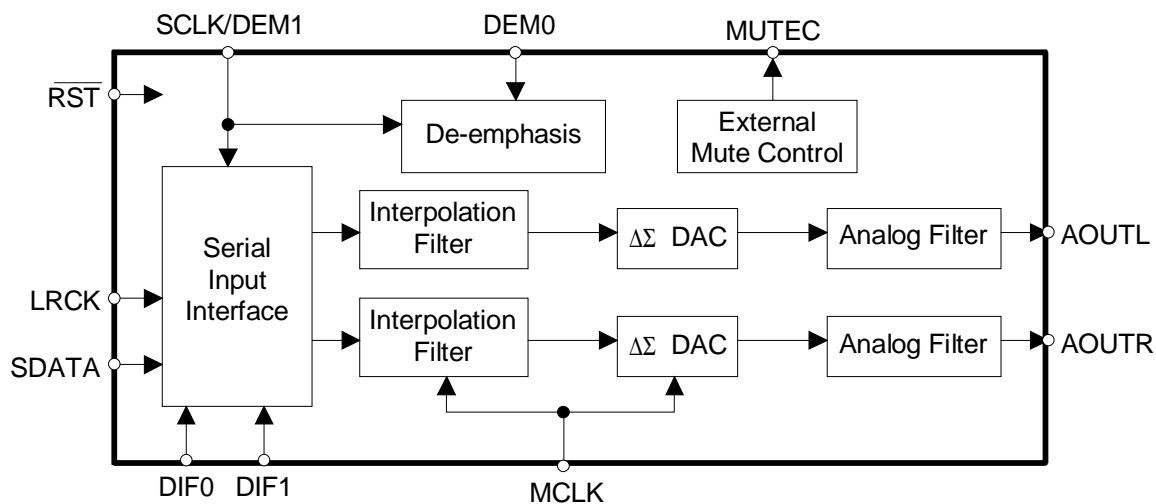 SCLK/DEM1
DEM0
MUTEC
RST
De-emphasis
External
Mute Control
Serial
Input
Interface
Interpolation
Filter
ΔΣ DAC
Analog Filter
AOUTL
LRCK
Interpolation
Filter
ΔΣ DAC
Analog Filter
AOUTR
SDATA
DIF0
DIF1
MCLK